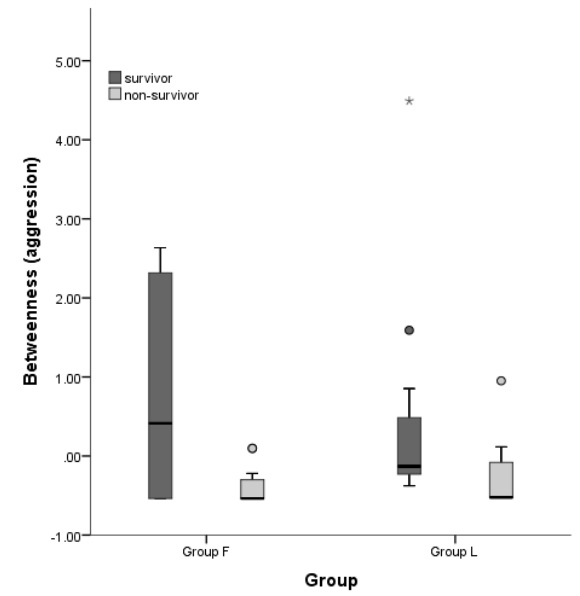 5.00
survivor
non-survivor
4.00
3.00
2.00
1.00
.00
-1.00
Betweenness (aggression)
Group F
Group L
Group